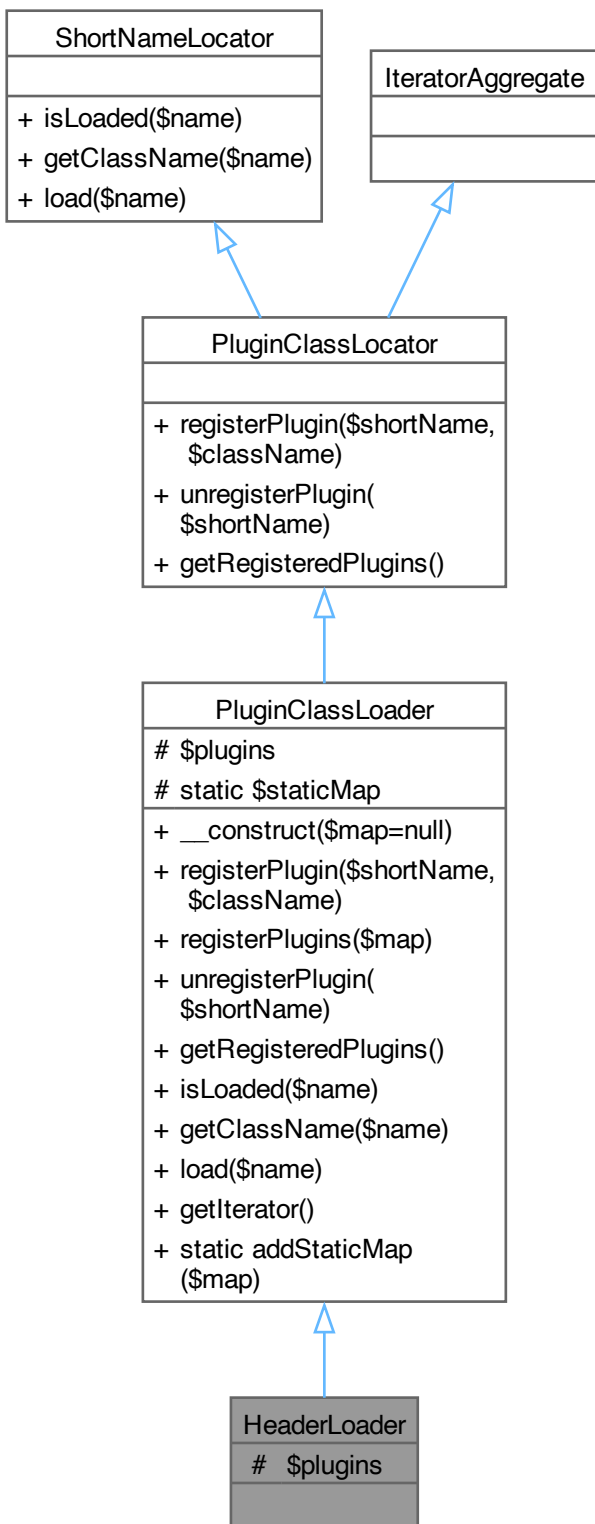 ShortNameLocator
+ isLoaded($name)
+ getClassName($name)
+ load($name)
IteratorAggregate
PluginClassLocator
+ registerPlugin($shortName,
$className)
+ unregisterPlugin(
$shortName)
+ getRegisteredPlugins()
PluginClassLoader
# $plugins
# static $staticMap
+ __construct($map=null)
+ registerPlugin($shortName,
$className)
+ registerPlugins($map)
+ unregisterPlugin(
$shortName)
+ getRegisteredPlugins()
+ isLoaded($name)
+ getClassName($name)
+ load($name)
+ getIterator()
+ static addStaticMap
($map)
HeaderLoader
# $plugins